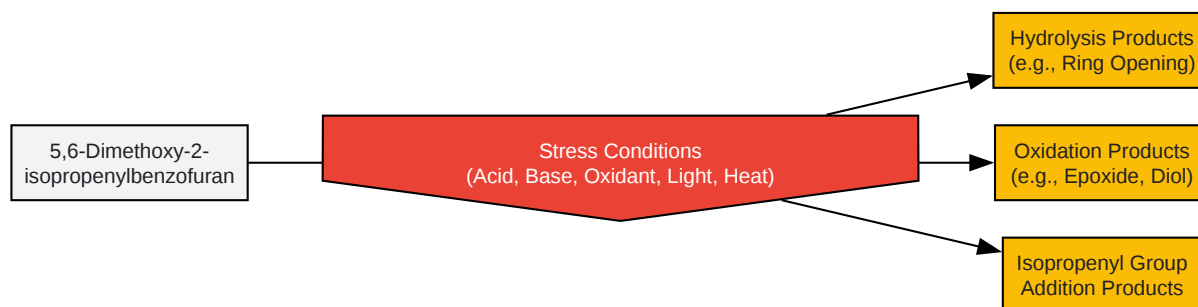 5,6-Dimethoxy-2-
isopropenylbenzofuran
Stress Conditions
(Acid, Base, Oxidant, Light, Heat)
Hydrolysis Products
(e.g., Ring Opening)
Oxidation Products
(e.g., Epoxide, Diol)
Isopropenyl Group
Addition Products